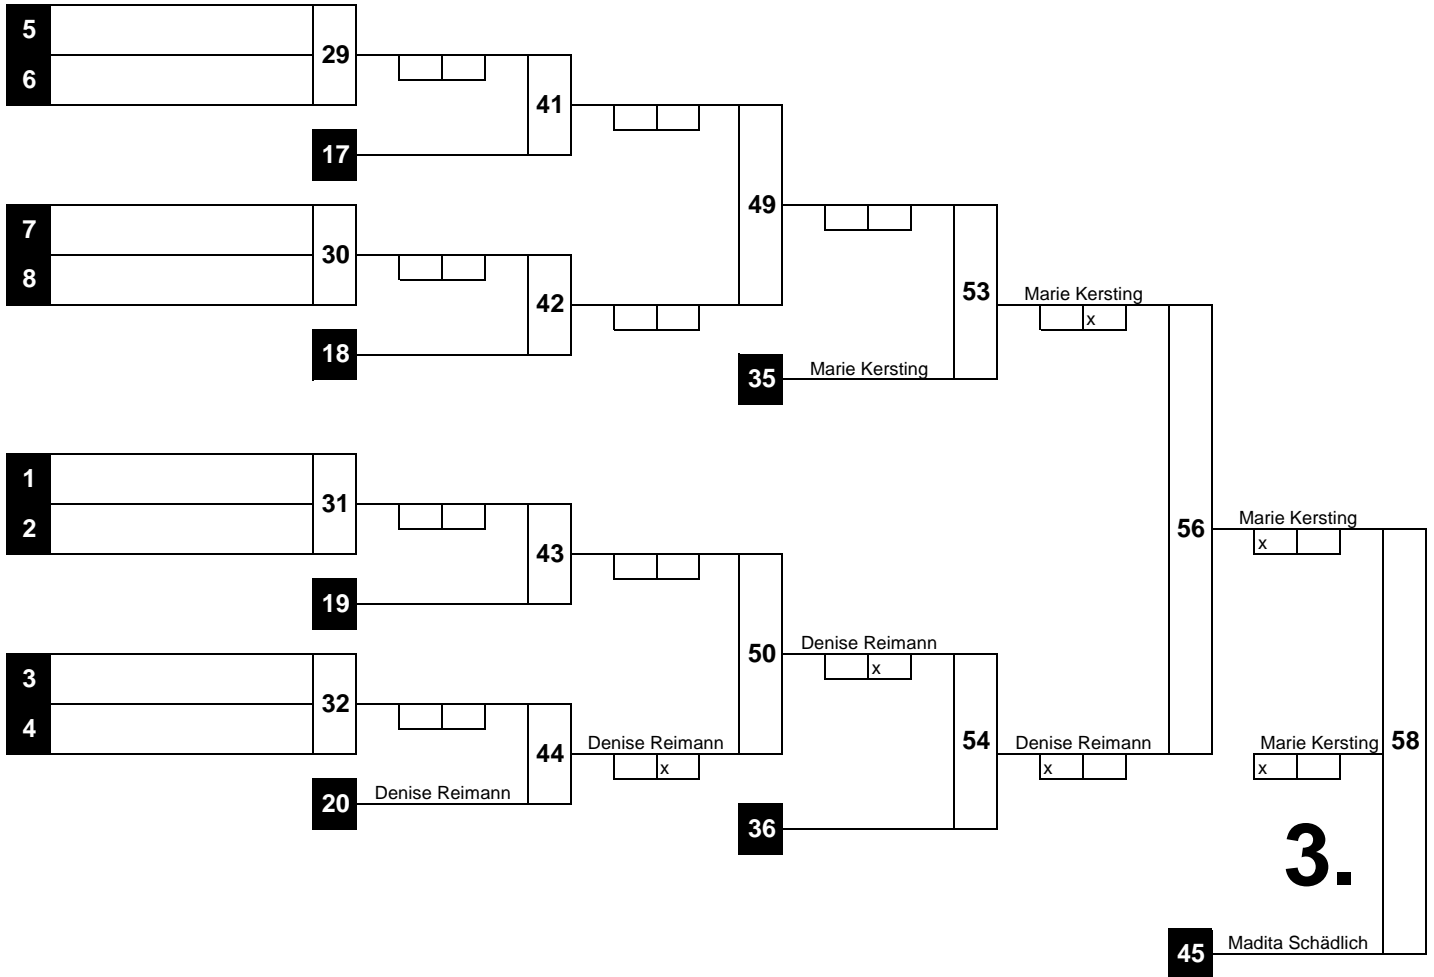 5
29
6
41
17
7
49
30
8
42
53
Marie Kersting
x
18
35
Marie Kersting
1
31
2
56
Marie Kersting
x
43
19
3
50
Denise Reimann
x
32
4
44
Denise Reimann
x
54
Denise Reimann
x
Marie Kersting
x
58
20
Denise Reimann
36
3.
45
Madita Schädlich